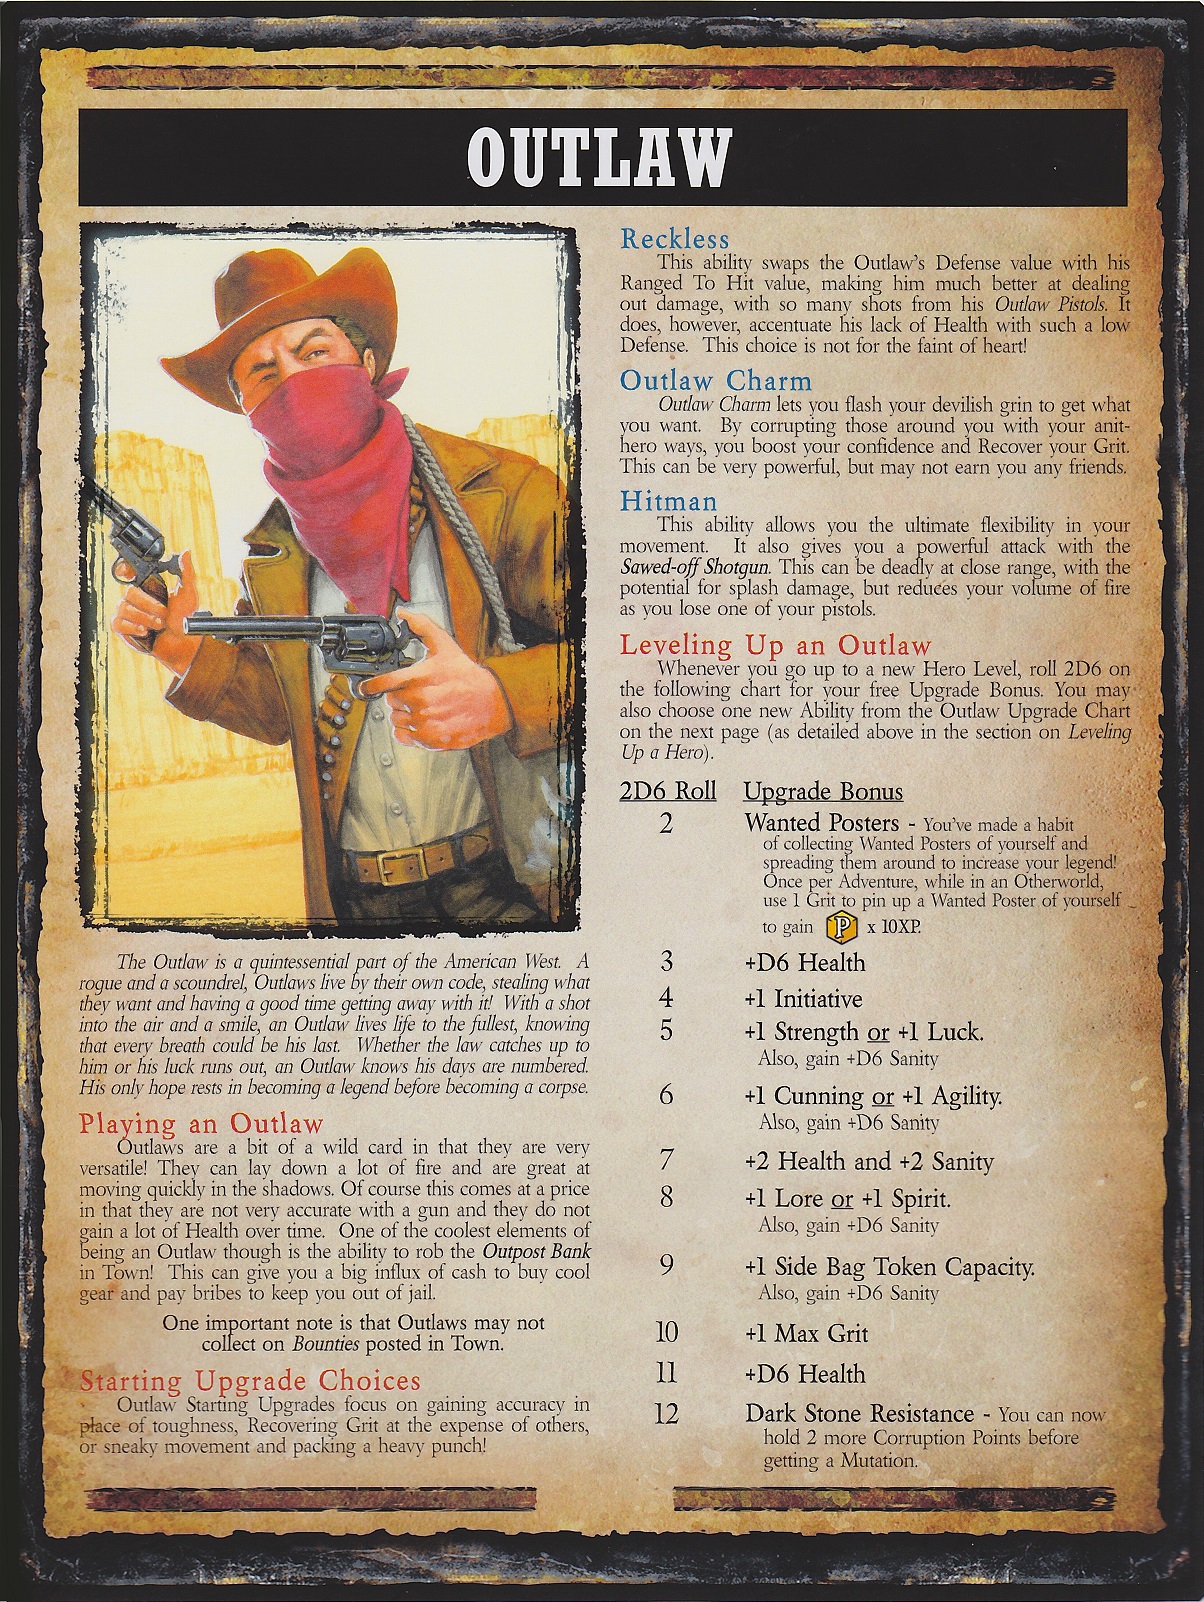 OUTLAW
The Outlaw is a quintessential part of the American West. A
rogue and a scoundrel, Outlaws live by their own code, stealing what
they want and having a good time getting away with it! With a shot
into the air and a smile, an Outlaw lives life to the fullest, knowing
that every breath could be his last. Whether the law catches up to
him or his luck runs out, an Outlaw knows his days are numbered.
His only hope rests in becoming a legend before becoming a corpse.
Playing an Outlaw
Outlaws are a bit of a wild card in that they are very
versatile! They can lay down a lot of fire and are great at
moving quickly in the shadows. Of course this comes at a price
in that they are not very accurate with a gun and they do not
gain a lot of Health over time. One of the coolest elements of
being an Outlaw though is the ability to rob the Outpost Bank
in Town! This can give you a big influx of cash to buy cool
gear and pay bribes to keep you out of jail.
One important note is that Outlaws may not
collect on Bounties posted in Town.
Starting Upgrade Choices
Outlaw Starting Upgrades focus on gaining accuracy in
place of toughness, Recovering Grit at the expense of others,
or sneaky movement and packing a heavy punch!
Reckless
This ability swaps the Outlaw's Defense value with his
Ranged To Hit value, making him much better at dealing
out damage, with so many shots from his Outlaw Pistols. It
does, however, accentuate his lack of Health with such a low
Defense. This choice is not for the faint of heart!
Outlaw Charm
Outlaw Charm lets you flash your devilish grin to get what
you want. By corrupting those around you with your anit-
hero ways, you boost your confidence and Recover your Grit.
This can be very powerful, but may not earn you any friends.
Hitman
This ability allows you the ultimate flexibility in your
movement. It also gives you a powerful attack with the
Sawed-off Shotgun. This can be deadly at close range, with the
potential for splash damage, but reduces your volume of fire
as you lose one of your pistols.
Leveling Up an Outlaw
Whenever you go up to a new Hero Level, roll 2D6 on
the following chart for your free Upgrade Bonus. You may
also choose one new Ability from the Outlaw Upgrade Chart
on the next page (as detailed above in the section on Leveling
Up a Hero).
2D6 Roll Upgrade Bonus
2 Wanted Posters - You've made a habit
of collecting Wanted Posters of yourself and
spreading them around to increase your legend!
Once per Adventure, while in an Otherworld,
use 1 Grit to pin up a Wanted Poster of yourself
to gain P x 10XP.
3 +D6 Health
4 +1 Initiative
5 +1 Strength or +1 Luck.
Also, gain +D6 Sanity
6 +1 Cunning or +1 Agility.
Also, gain +D6 Sanity
7 +2 Health and +2 Sanity
8 +1 Lore or +1 Spirit.
Also, gain +D6 Sanity
9 +1 Side Bag Token Capacity.
Also, gain +D6 Sanity
10 +1 Max Grit
11 +D6 Health
12 Dark Stone Resistance - You can now
hold 2 more Corruption Points before
getting a Mutation.